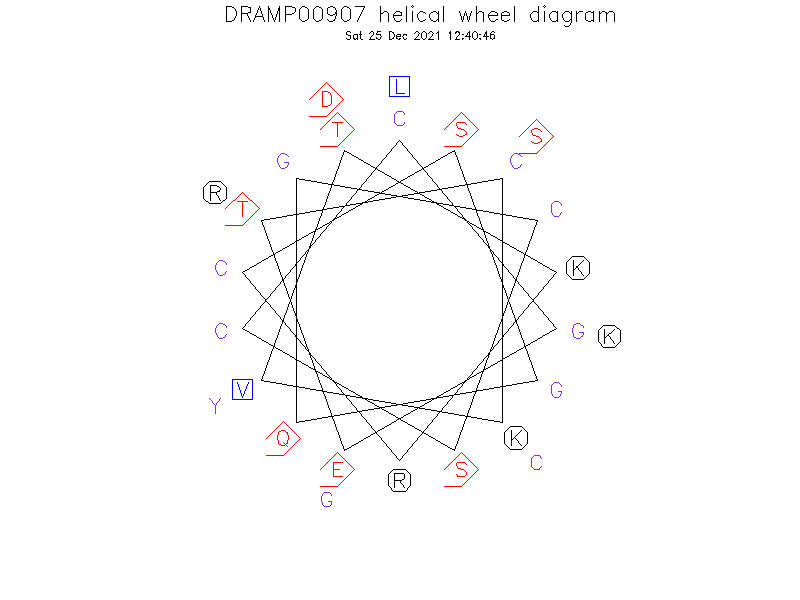 DRAMP00907 helical wheel diagram
Sat 25 Dec 2021 12:40:46
L
D
C
T S S
G C
R T C
C K
C G K
V G
Y
Q K
E R S C
G